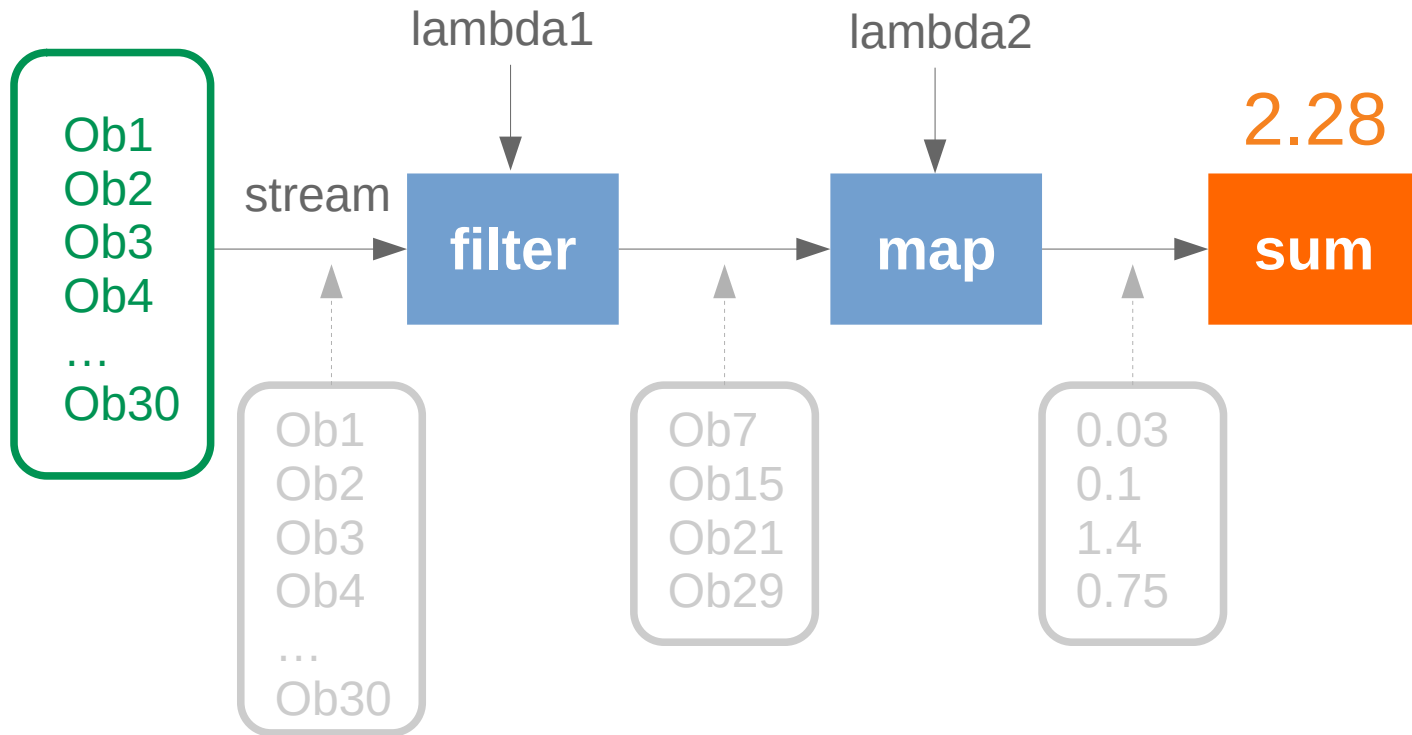 lambda1
lambda2
2.28
Ob1
Ob2
Ob3
Ob4
…
Ob30
stream
filter
map
sum
Ob1
Ob2
Ob3
Ob4
…
Ob30
Ob7
Ob15
Ob21
Ob29
0.03
0.1
1.4
0.75